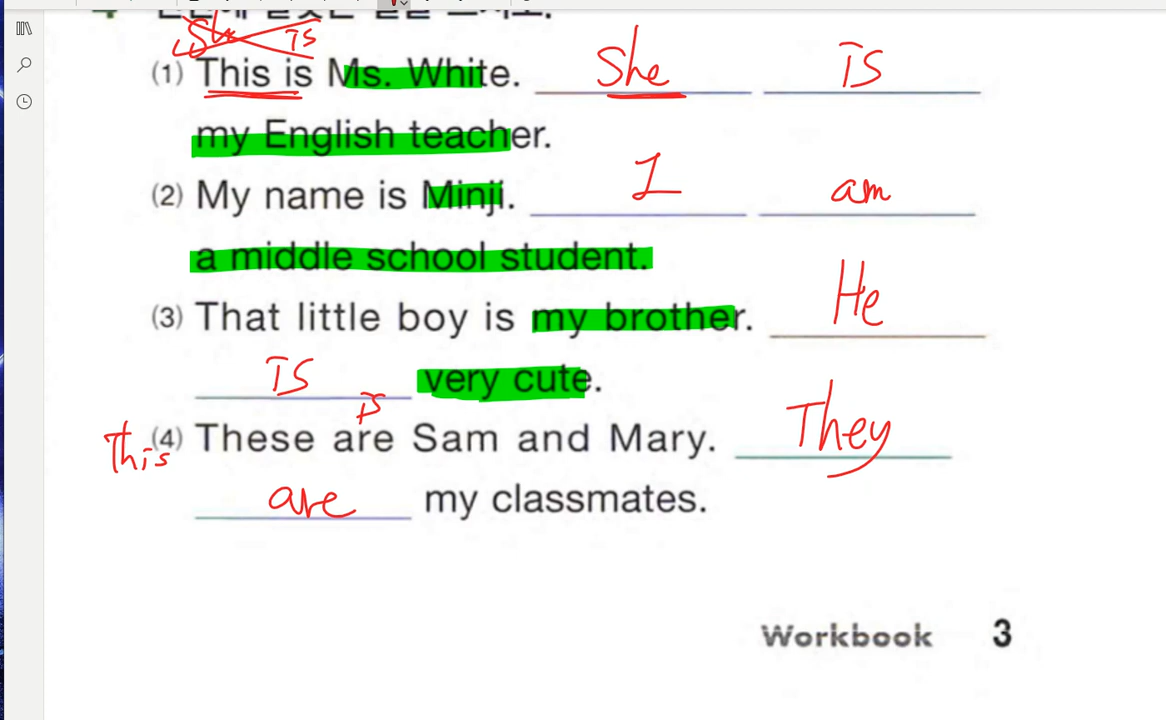 She is
(1) This is Ms. White. She is
my English teacher.
(2) My name is Minji. I am
a middle school student.
(3) That little boy is my brother. He
is very cute.
is
This (4) These are Sam and Mary. They
are my classmates.
Workbook 3